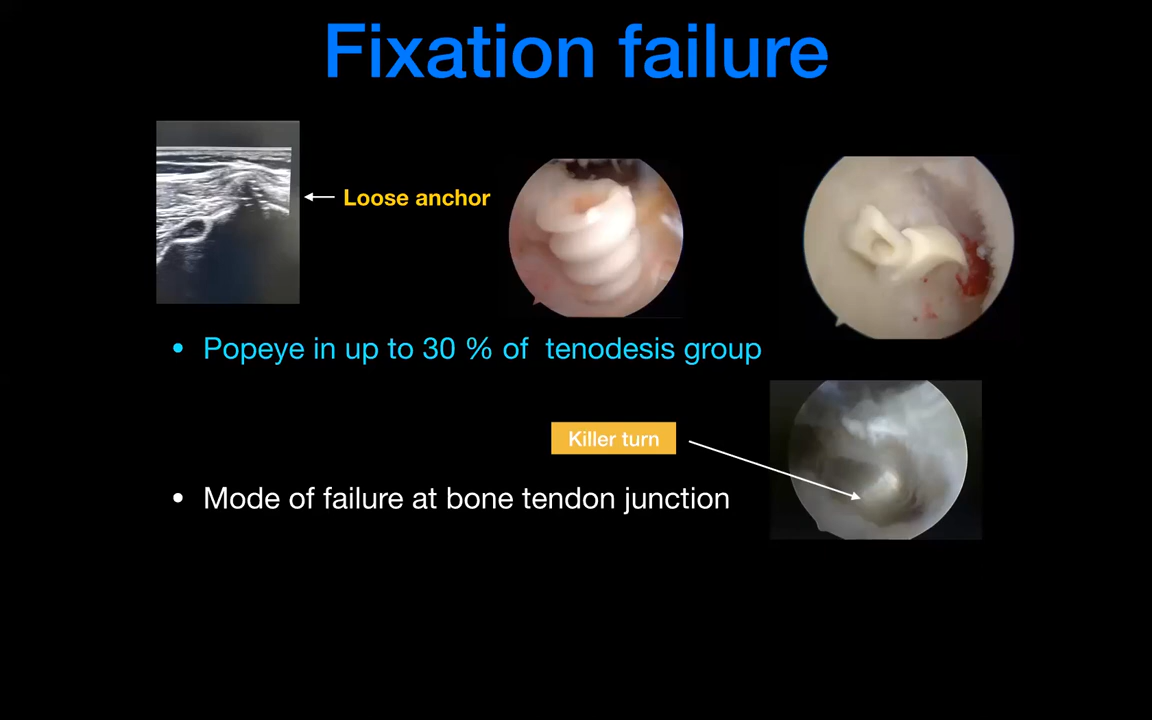 Fixation failure
Loose anchor
• Popeye in up to 30 % of tenodesis group
Killer turn
• Mode of failure at bone tendon junction